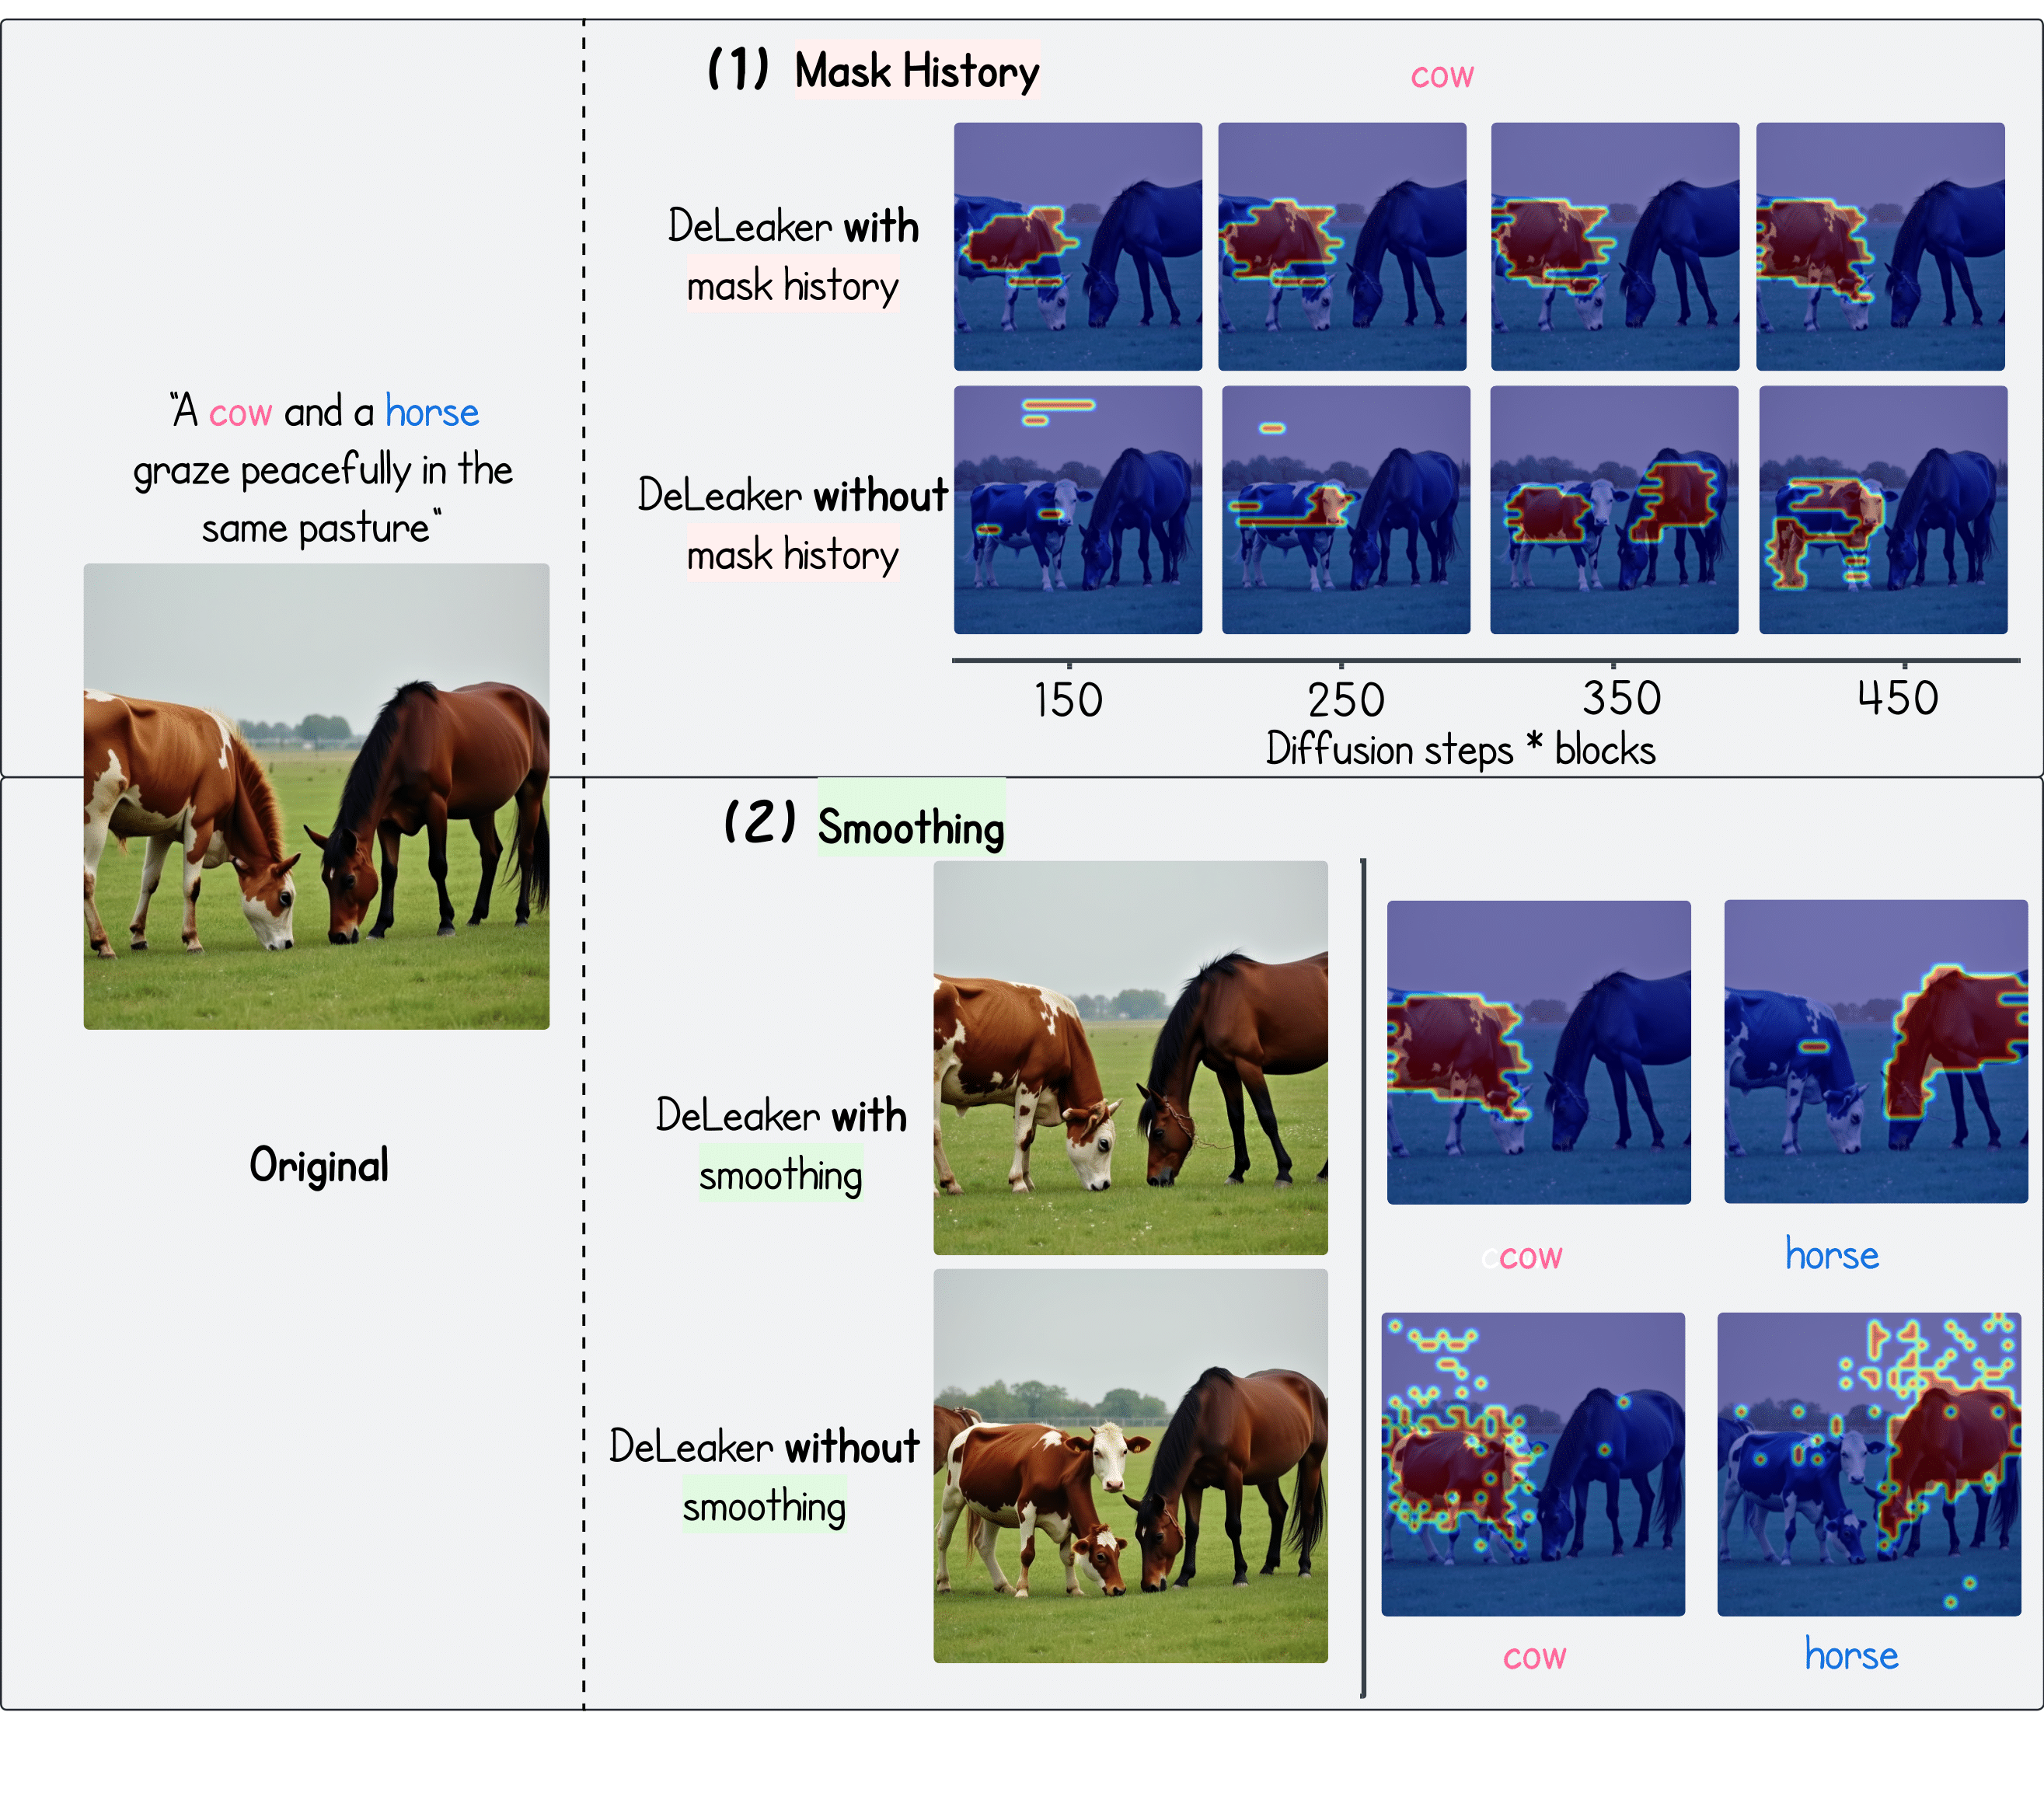 (1) Mask History
cow
DeLeaker with
mask history
"A cow and a horse
graze peacefully in the
same pasture"
DeLeaker without
mask history
150 250 350 450
Diffusion steps * blocks
Original
(2) Smoothing
DeLeaker with
smoothing
ccow
horse
DeLeaker without
smoothing
cow
horse